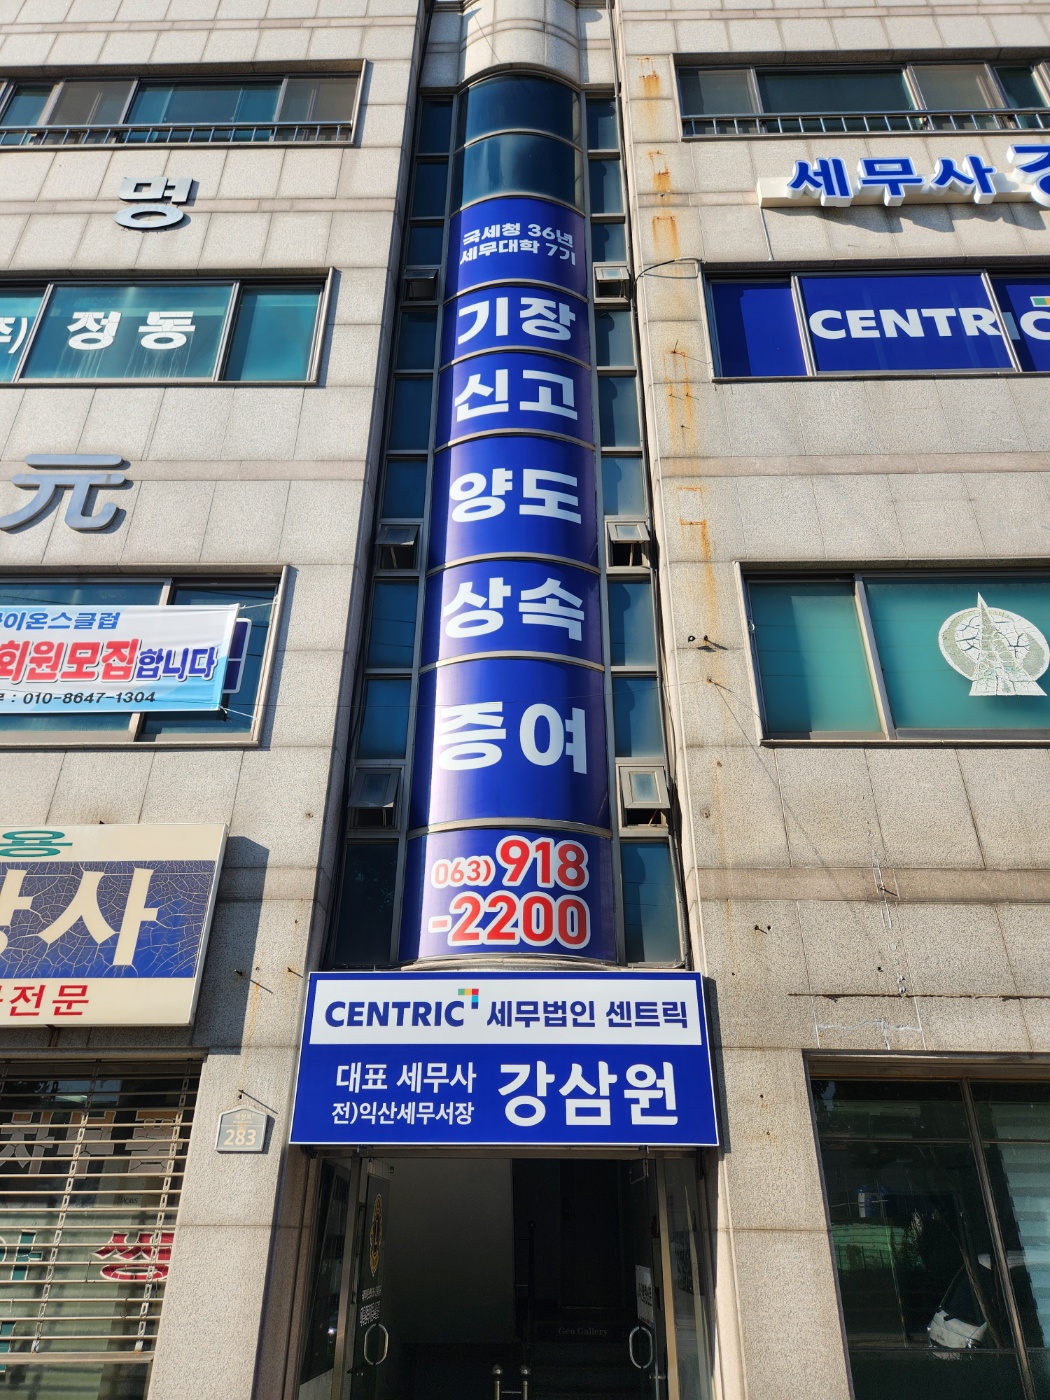 명
세무사
국세청 36년
세무대학 7기
정동
CENTR
기장
신고
元
양도
상속
이온스클럽
회원모집합니다
: 010-8647-1304
증여
용
사
전문
063) 918
-2200
CENTRIC 세무법인 센트릭
대표 세무사
전)익산세무서장
강삼원
283
Gen Gallery